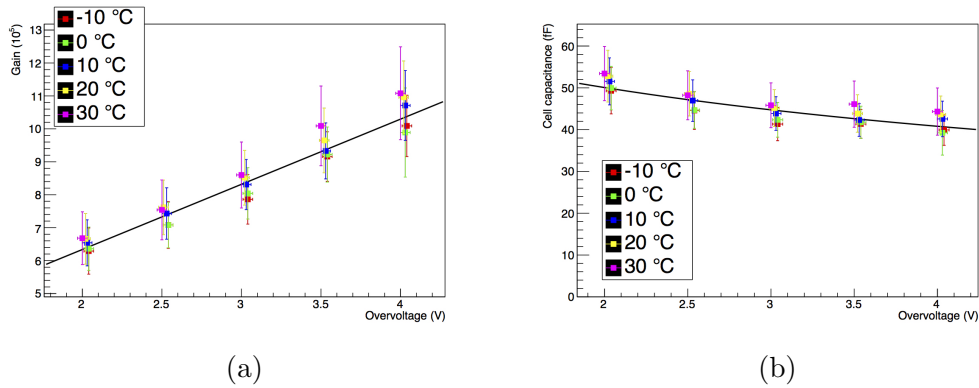 -10 °C
0 °C
10 °C
20 °C
30 °C
Gain (10⁵)
13
12
11
10
9
8
7
6
5
2 2.5 3 3.5 4
Overvoltage (V)
(a)
Cell capacitance (fF)
60
50
40
30
20
10
0
-10 °C
0 °C
10 °C
20 °C
30 °C
2 2.5 3 3.5 4
Overvoltage (V)
(b)